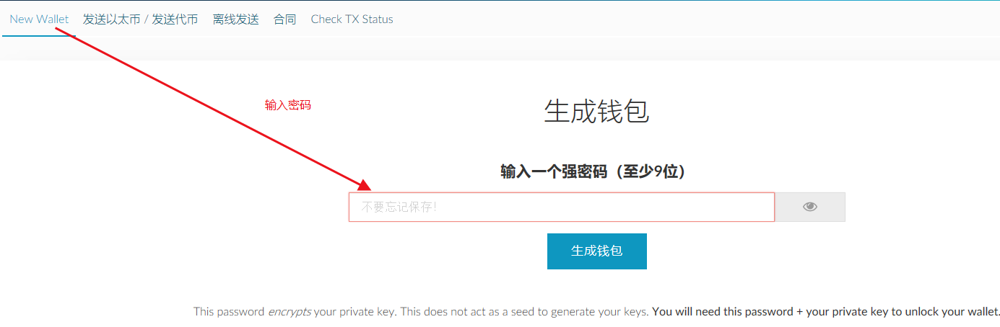 New Wallet 发送以太币 / 发送代币 离线发送 合同 Check TX Status
输入密码
生成钱包
输入一个强密码（至少9位）
不要忘记保存！
生成钱包
This password encrypts your private key. This does not act as a seed to generate your keys. You will need this password + your private key to unlock your wallet.